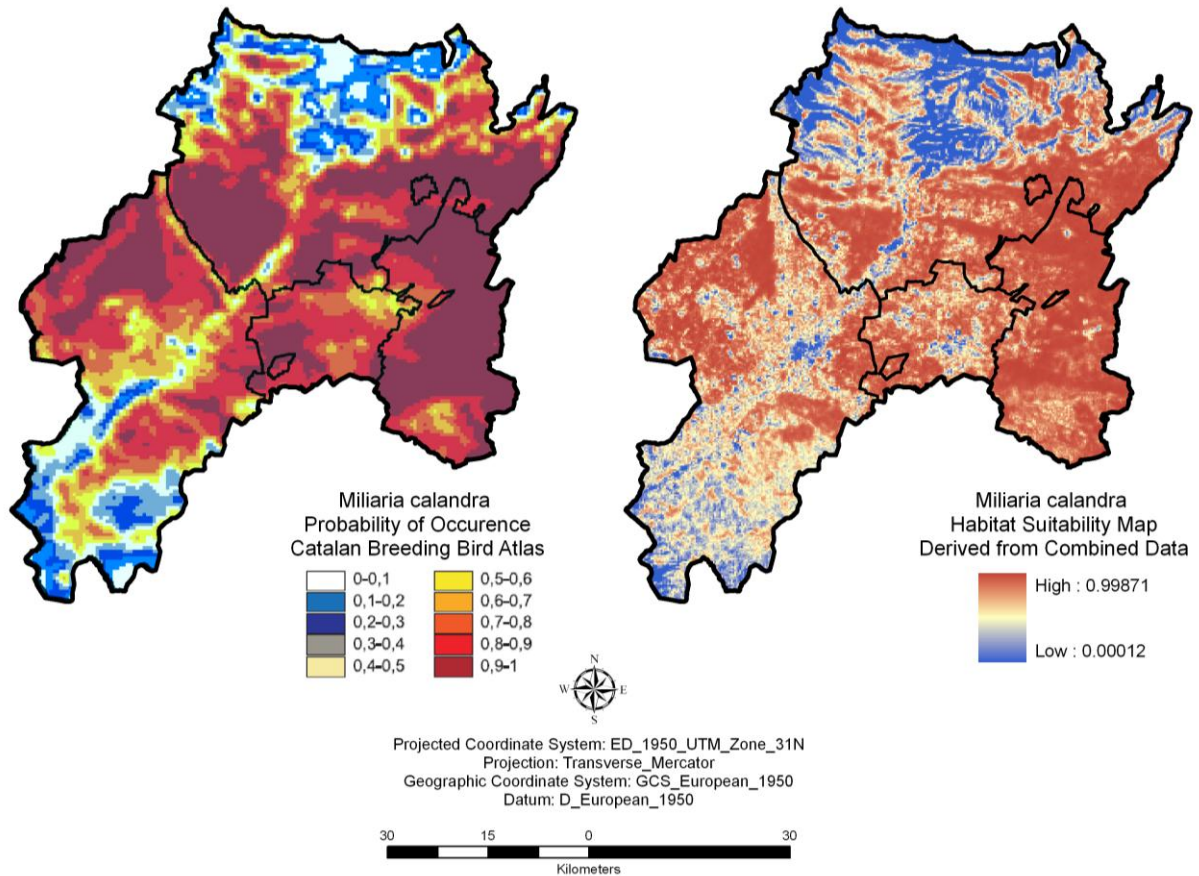 Miliaria calandra
Probability of Occurence
Catalan Breeding Bird Atlas
0-0,1
0,1-0,2
0,2-0,3
0,3-0,4
0,4-0,5
0,5-0,6
0,6-0,7
0,7-0,8
0,8-0,9
0,9-1
Miliaria calandra
Habitat Suitability Map
Derived from Combined Data
High : 0.99871
Low : 0.00012
N
W E
S
Projected Coordinate System: ED_1950_UTM_Zone_31N
Projection: Transverse_Mercator
Geographic Coordinate System: GCS_European_1950
Datum: D_European_1950
30 15 0 30
Kilometers